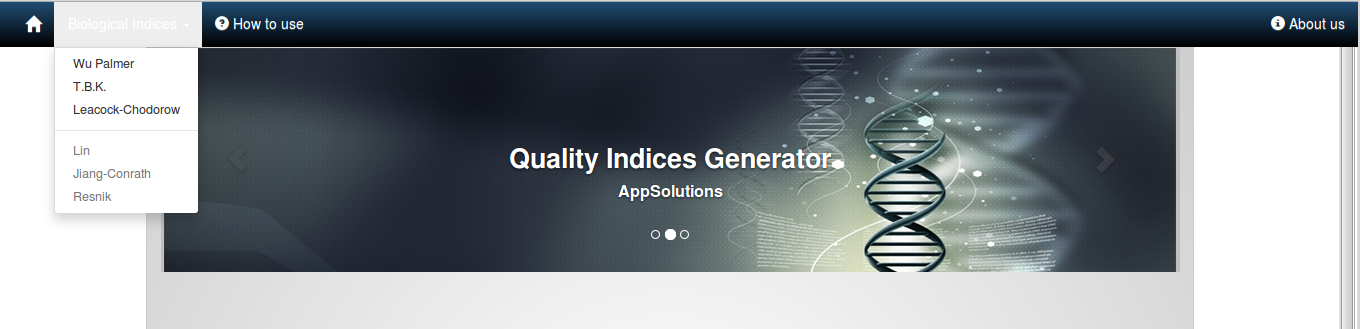 Biological Indices
How to use
About us
Wu Palmer
T.B.K.
Leacock-Chodorow
Lin
Jiang-Conrath
Resnik
Quality Indices Generator
AppSolutions